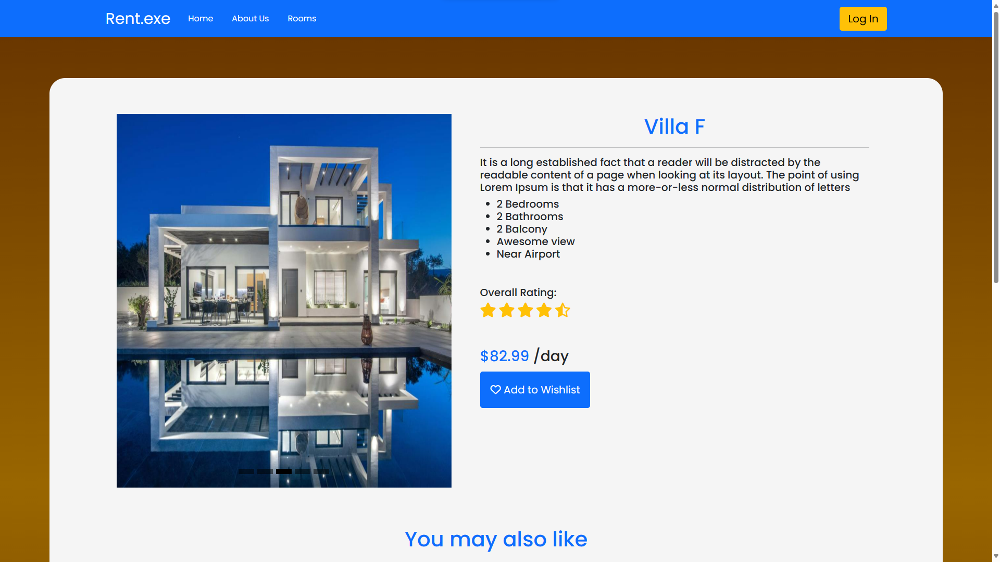 Rent.exe Home About Us Rooms Log In
Villa F
It is a long established fact that a reader will be distracted by the
readable content of a page when looking at its layout. The point of using
Lorem Ipsum is that it has a more-or-less normal distribution of letters
2 Bedrooms
2 Bathrooms
2 Balcony
Awesome view
Near Airport
Overall Rating:
$82.99 /day
Add to Wishlist
You may also like